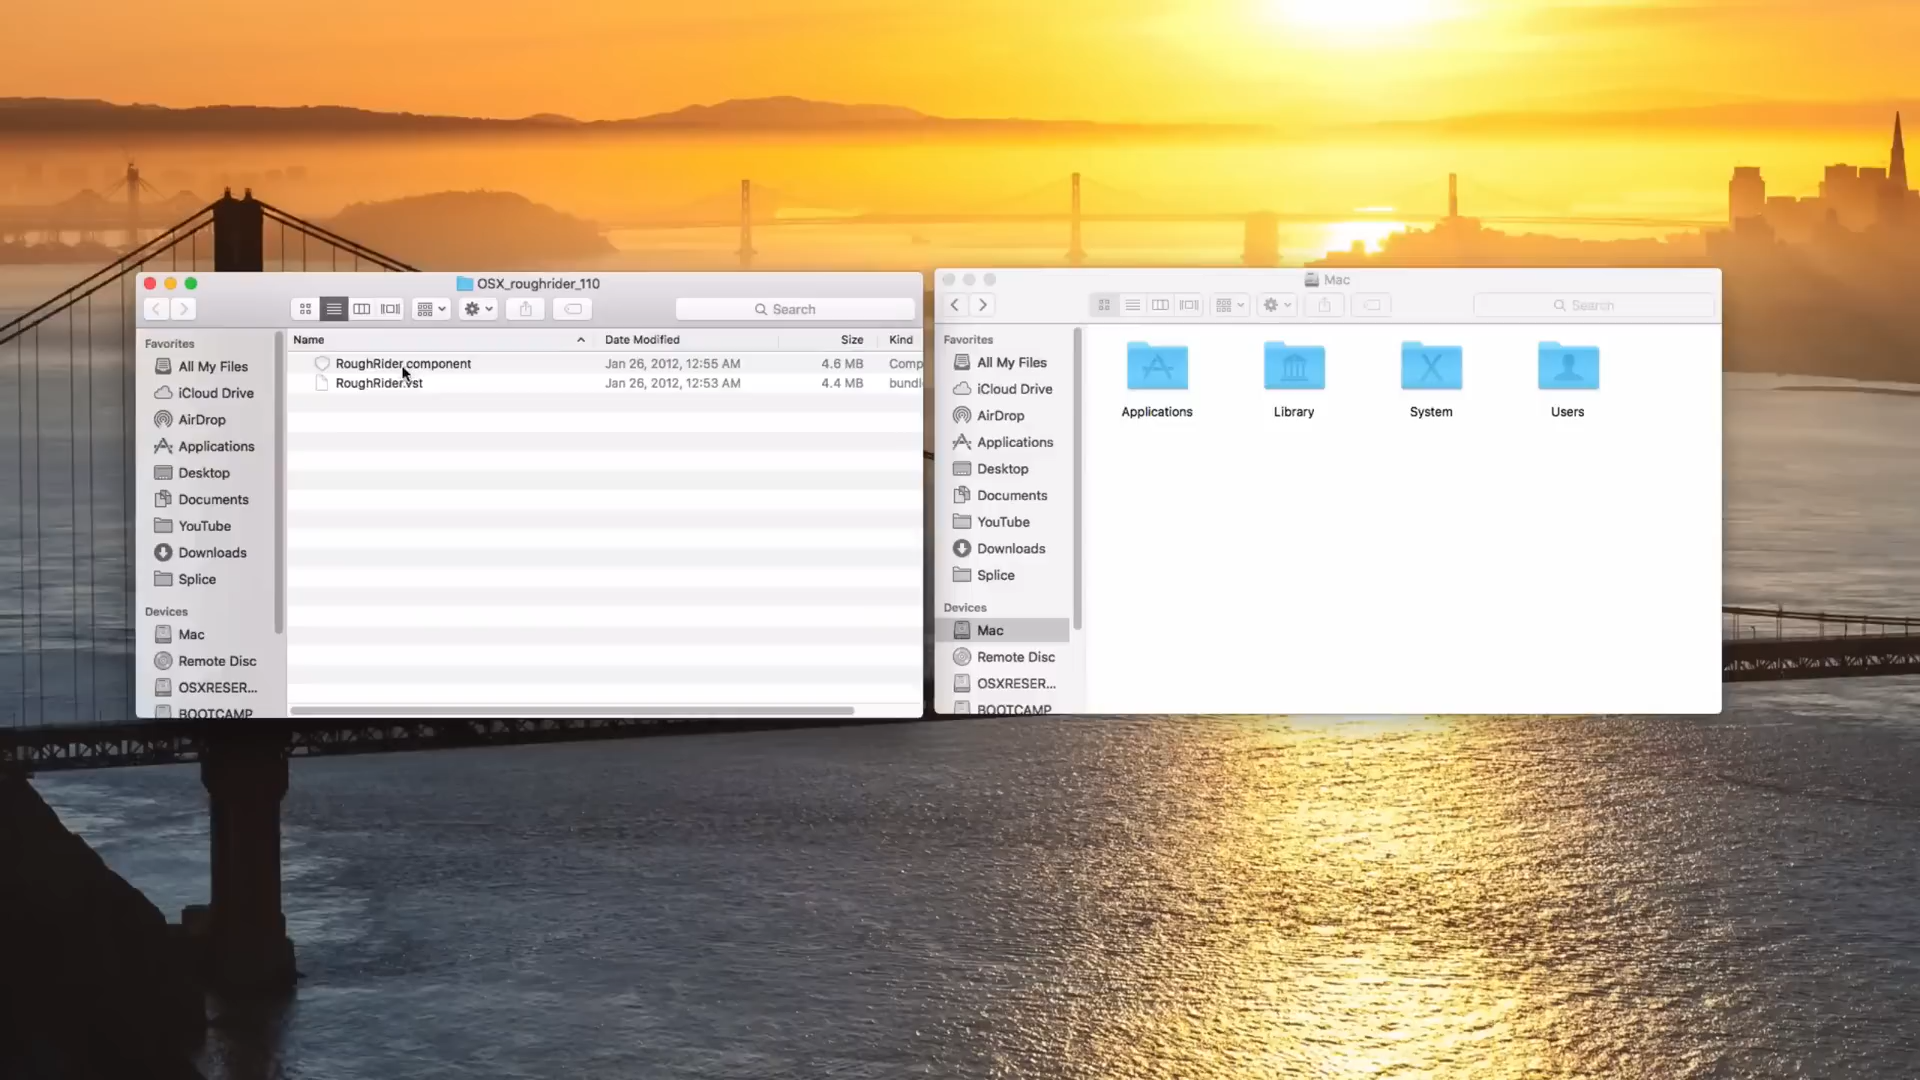 OSX_roughrider_110
Search
Favorites
All My Files
iCloud Drive
AirDrop
Applications
Desktop
Documents
YouTube
Downloads
Splice
Devices
Mac
Remote Disc
OSXRESER...
BOOTCAMP
Name Date Modified Size Kind
RoughRider.component Jan 26, 2012, 12:55 AM 4.6 MB Comp
RoughRider.vst Jan 26, 2012, 12:53 AM 4.4 MB bundl
Mac
Search
Favorites
All My Files
iCloud Drive
AirDrop
Applications
Desktop
Documents
YouTube
Downloads
Splice
Devices
Mac
Remote Disc
OSXRESER...
BOOTCAMP
Applications Library System Users